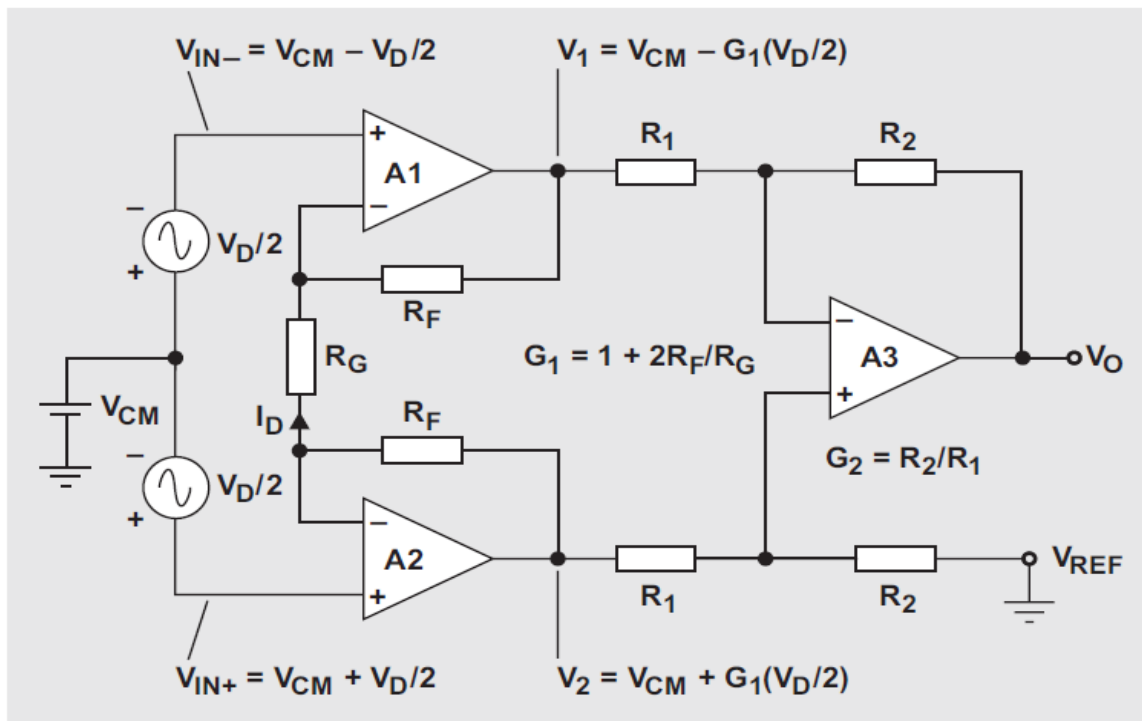 V_IN– = V_CM – V_D/2
V_1 = V_CM – G_1(V_D/2)
R_1
R_2
+
A1
–
–
V_D/2
+
R_F
R_G
G_1 = 1 + 2R_F/R_G
–
A3
+
V_O
V_CM
I_D
R_F
G_2 = R_2/R_1
–
V_D/2
+
–
A2
+
R_1
R_2
V_REF
V_IN+ = V_CM + V_D/2
V_2 = V_CM + G_1(V_D/2)